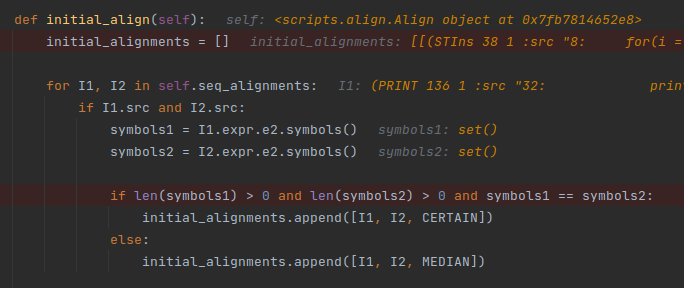 def initial_align(self):   self: <scripts.align.Align object at 0x7fb7814652e8>
    initial_alignments = []   initial_alignments: [[(STIns 38 1 :src "8:     for(i =
    for I1, I2 in self.seq_alignments:   I1: (PRINT 136 1 :src "32:             prin
        if I1.src and I2.src:
            symbols1 = I1.expr.e2.symbols()   symbols1: set()
            symbols2 = I2.expr.e2.symbols()   symbols2: set()
            if len(symbols1) > 0 and len(symbols2) > 0 and symbols1 == symbols2:
                initial_alignments.append([I1, I2, CERTAIN])
            else:
                initial_alignments.append([I1, I2, MEDIAN])